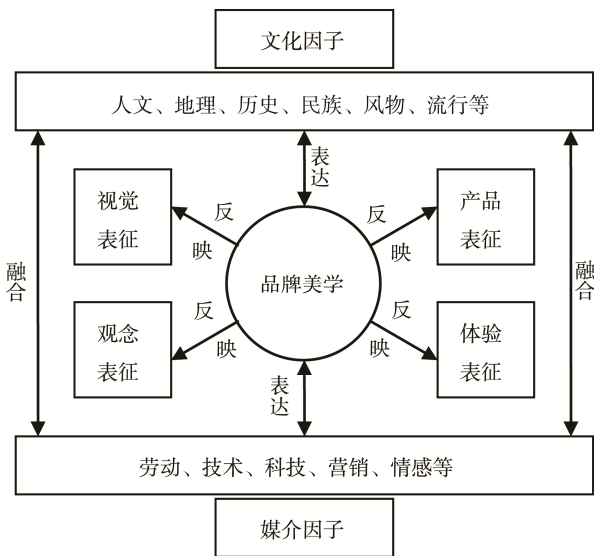 文化因子
人文、地理、历史、民族、风物、流行等
表达
视觉
表征
反映
反映
产品
表征
融合
品牌美学
融合
观念
表征
反映
反映
体验
表征
表达
劳动、技术、科技、营销、情感等
媒介因子